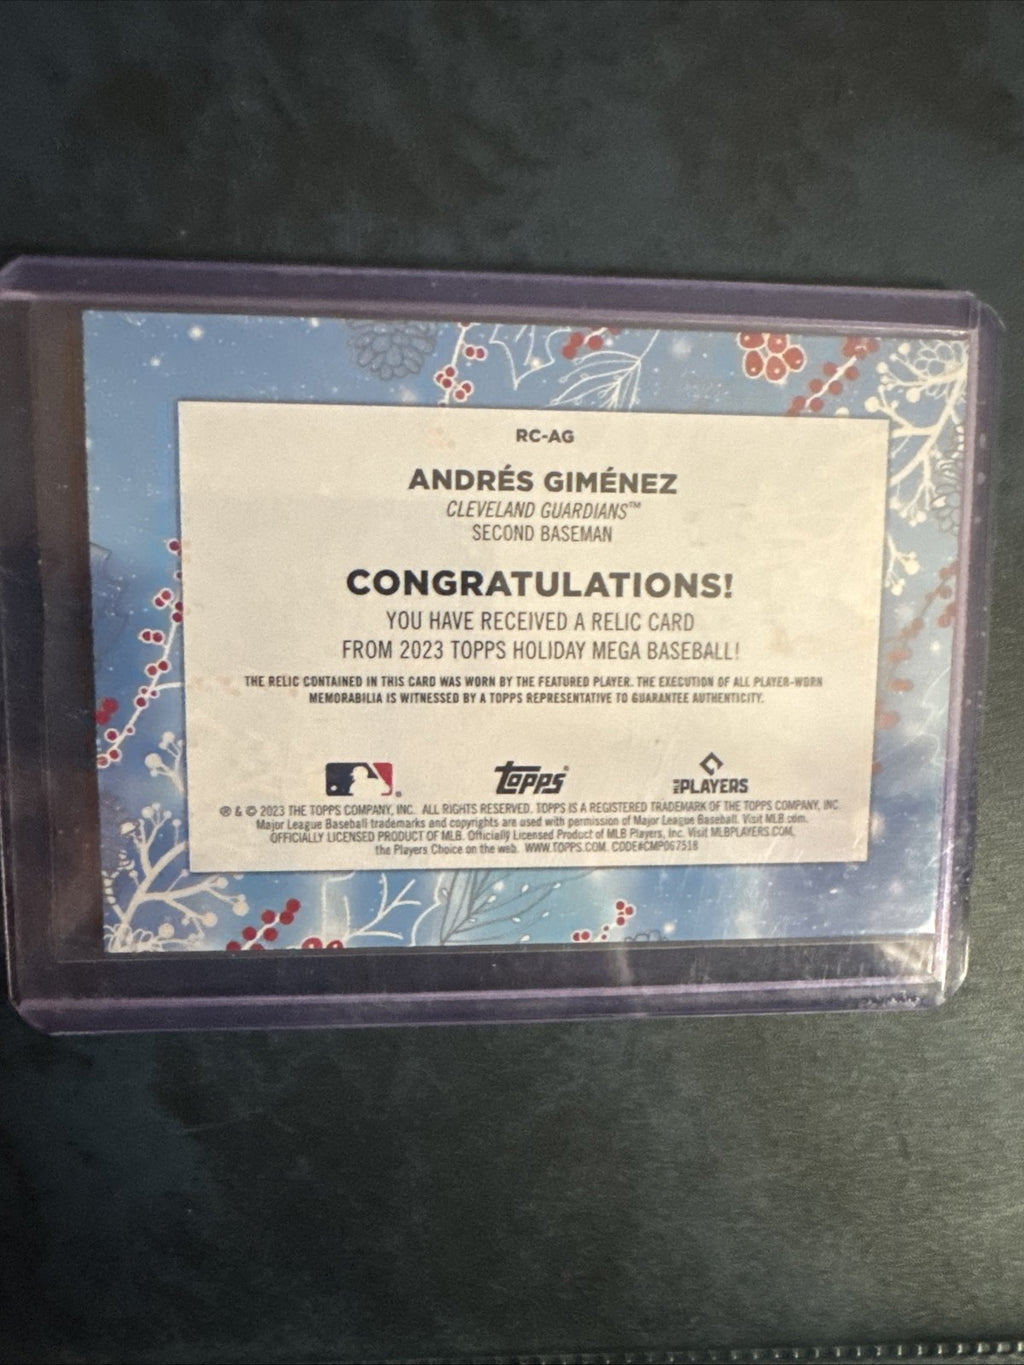 RC-AG
ANDRÉS GIMÉNEZ
CLEVELAND GUARDIANS™
SECOND BASEMAN
CONGRATULATIONS!
YOU HAVE RECEIVED A RELIC CARD
FROM 2023 TOPPS HOLIDAY MEGA BASEBALL!
THE RELIC CONTAINED IN THIS CARD WAS WORN BY THE FEATURED PLAYER. THE EXECUTION OF ALL PLAYER-WORN
MEMORABILIA IS WITNESSED BY A TOPPS REPRESENTATIVE TO GUARANTEE AUTHENTICITY.
topps® PLAYERS
® & © 2023 THE TOPPS COMPANY, INC. ALL RIGHTS RESERVED. TOPPS IS A REGISTERED TRADEMARK OF THE TOPPS COMPANY, INC.
Major League Baseball trademarks and copyrights are used with permission of Major League Baseball. Visit MLB.com.
OFFICIALLY LICENSED PRODUCT OF MLB. Officially Licensed Product of MLB Players, Inc. Visit MLBPLAYERS.COM,
the Players Choice on the web. WWW.TOPPS.COM. CODE#CMP067518